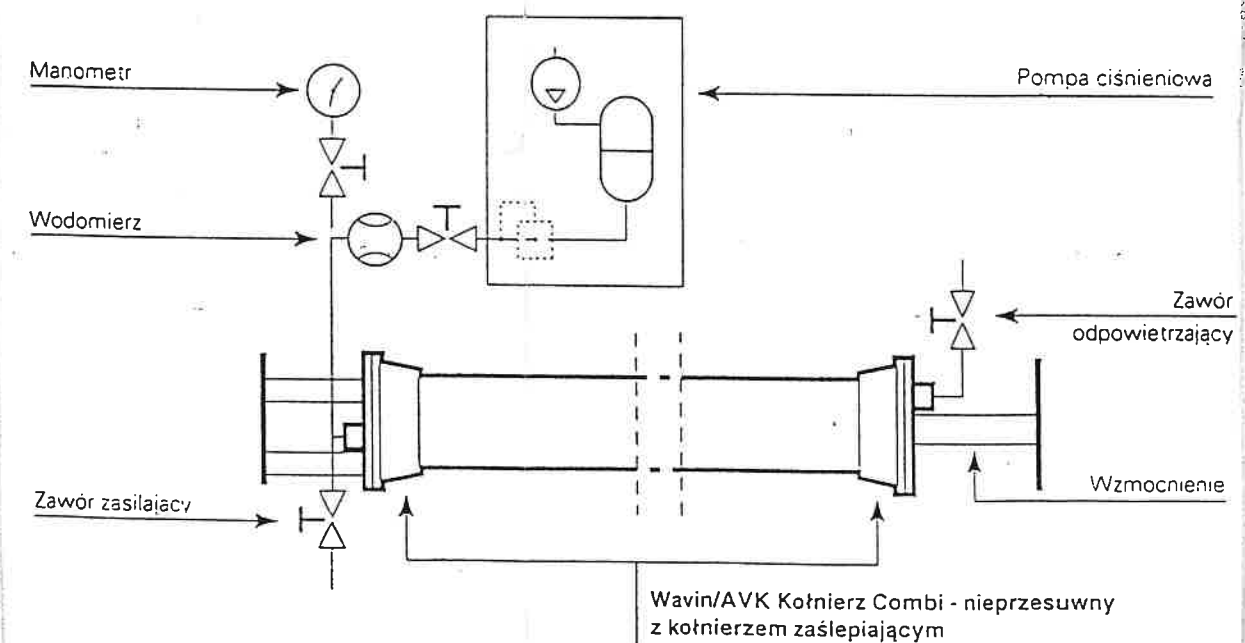 Manometr
Pompa ciśnieniowa
Wodomierz
Zawór
odpowietrzający
Zawór zasilający
Wzmocnienie
Wavin/AVK Kołnierz Combi - nieprzesuwny
z kołnierzem zaślepiającym